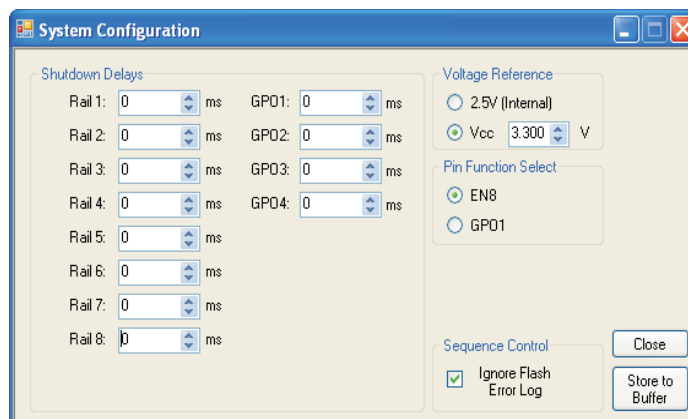 System Configuration
Shutdown Delays
Rail 1: 0 ms GPO1: 0 ms
Rail 2: 0 ms GPO2: 0 ms
Rail 3: 0 ms GPO3: 0 ms
Rail 4: 0 ms GPO4: 0 ms
Rail 5: 0 ms
Rail 6: 0 ms
Rail 7: 0 ms
Rail 8: 0 ms
Voltage Reference
2.5V (Internal)
Vcc 3.300 V
Pin Function Select
EN8
GPO1
Sequence Control
Ignore Flash
Error Log
Close
Store to
Buffer